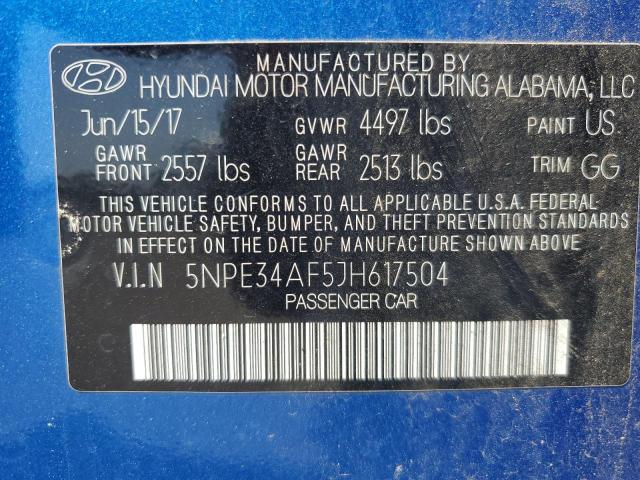 MANUFACTURED BY
HYUNDAI MOTOR MANUFACTURING ALABAMA, LLC
Jun/15/17 GVWR 4497 lbs PAINT US
GAWR FRONT 2557 lbs GAWR REAR 2513 lbs TRIM GG
THIS VEHICLE CONFORMS TO ALL APPLICABLE U.S.A. FEDERAL
MOTOR VEHICLE SAFETY, BUMPER, AND THEFT PREVENTION STANDARDS
IN EFFECT ON THE DATE OF MANUFACTURE SHOWN ABOVE.
V.I.N 5NPE34AF5JH617504
PASSENGER CAR